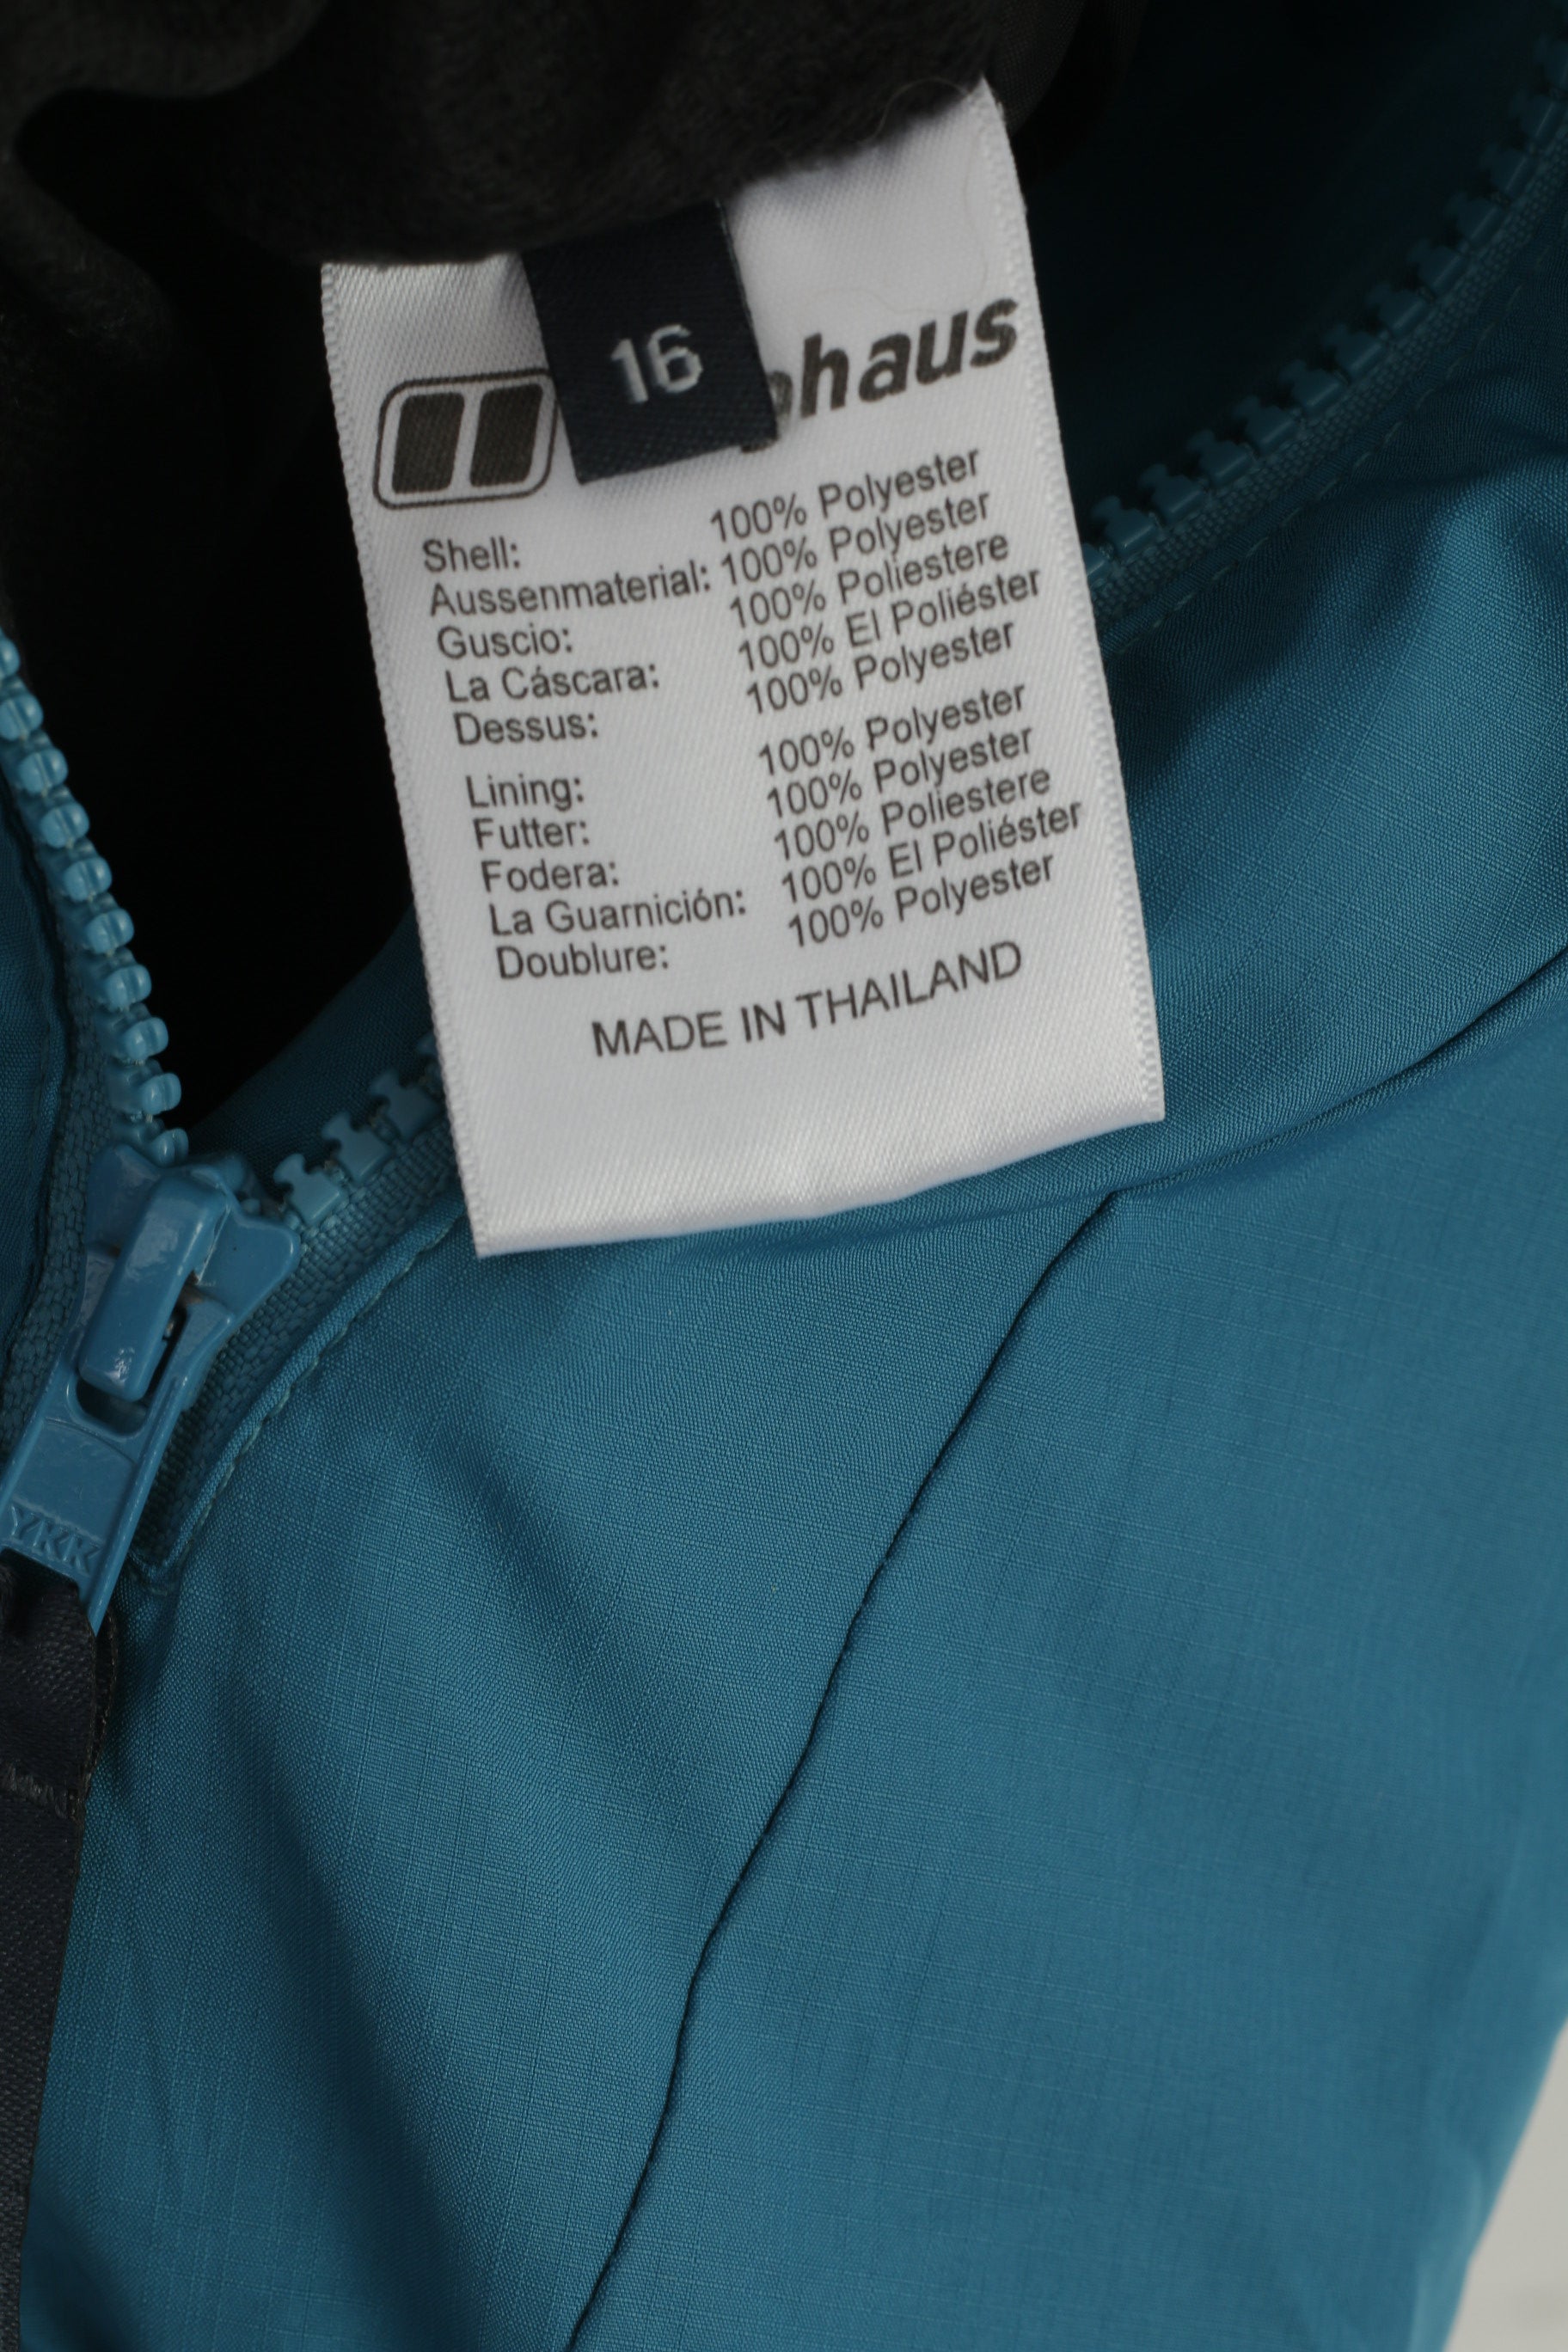 16
haus
Shell: 100% Polyester
Aussenmaterial: 100% Polyester
Guscio: 100% Poliestere
La Cáscara: 100% El Poliéster
Dessus: 100% Polyester
Lining: 100% Polyester
Futter: 100% Polyester
Fodera: 100% Poliestere
La Guarnición: 100% El Poliéster
Doublure: 100% Polyester
MADE IN THAILAND
YKK